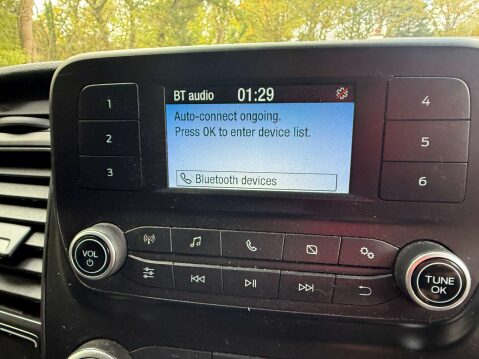 BT audio 01:29
Auto-connect ongoing.
Press OK to enter device list.
Bluetooth devices
1
2
3
4
5
6
VOL
TUNE
OK